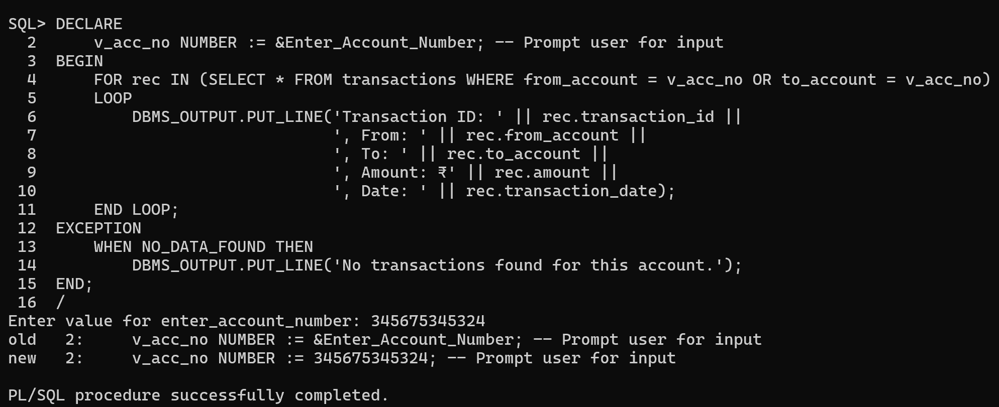 SQL> DECLARE
  2      v_acc_no NUMBER := &Enter_Account_Number; -- Prompt user for input
  3  BEGIN
  4      FOR rec IN (SELECT * FROM transactions WHERE from_account = v_acc_no OR to_account = v_acc_no)
  5      LOOP
  6          DBMS_OUTPUT.PUT_LINE('Transaction ID: ' || rec.transaction_id ||
  7                               ', From: ' || rec.from_account ||
  8                               ', To: ' || rec.to_account ||
  9                               ', Amount: ₹' || rec.amount ||
 10                               ', Date: ' || rec.transaction_date);
 11      END LOOP;
 12  EXCEPTION
 13      WHEN NO_DATA_FOUND THEN
 14          DBMS_OUTPUT.PUT_LINE('No transactions found for this account.');
 15  END;
 16  /
Enter value for enter_account_number: 345675345324
old   2:     v_acc_no NUMBER := &Enter_Account_Number; -- Prompt user for input
new   2:     v_acc_no NUMBER := 345675345324; -- Prompt user for input

PL/SQL procedure successfully completed.